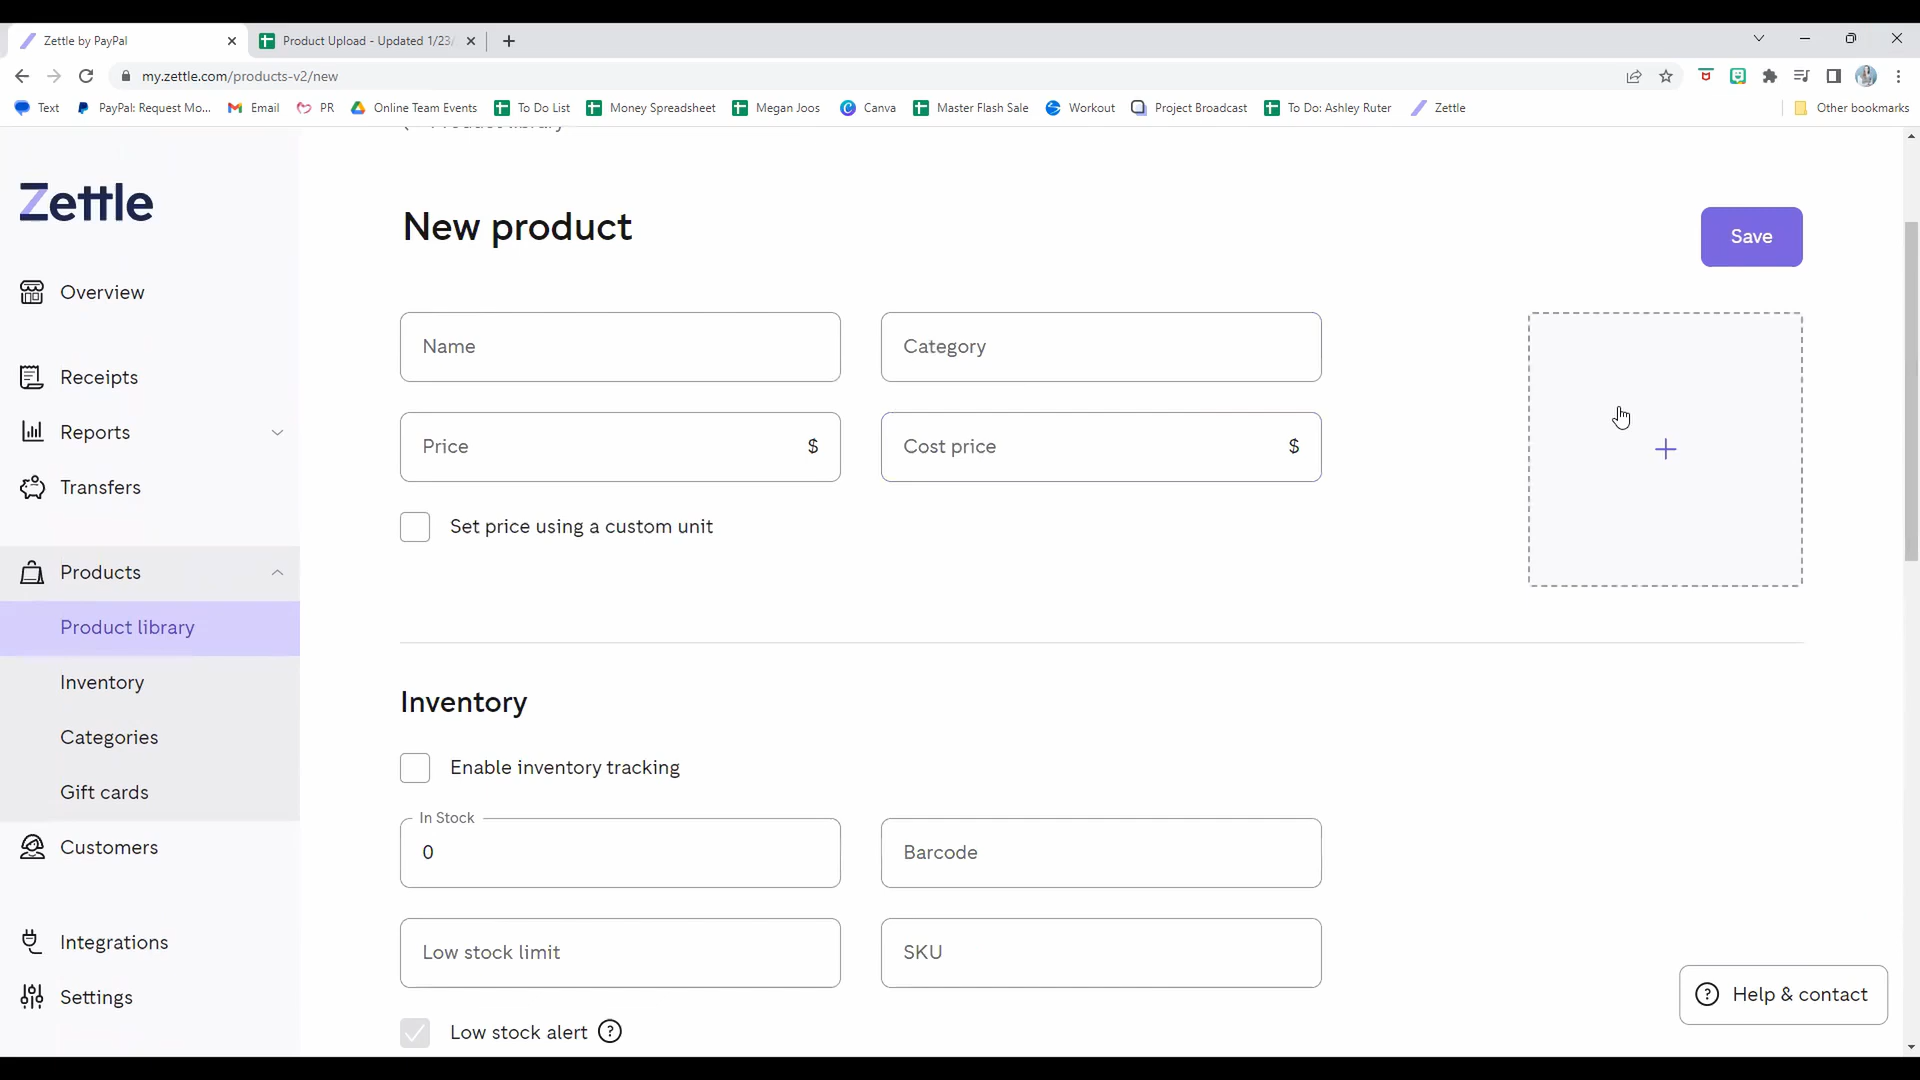 Zettle by PayPal
Product Upload - Updated 1/23/
my.zettle.com/products-v2/new
Text PayPal: Request Mo... Email PR Online Team Events To Do List Money Spreadsheet Megan Joos Canva Master Flash Sale Workout Project Broadcast To Do: Ashley Ruter Zettle Other bookmarks
Product library
Zettle
New product
Save
Overview
Name
Category
Receipts
Reports
Price $
Cost price $
Transfers
Set price using a custom unit
Products
Product library
Inventory
Inventory
Categories
Enable inventory tracking
Gift cards
In Stock
0
Barcode
Customers
Low stock limit
SKU
Integrations
Settings
Help & contact
Low stock alert ?